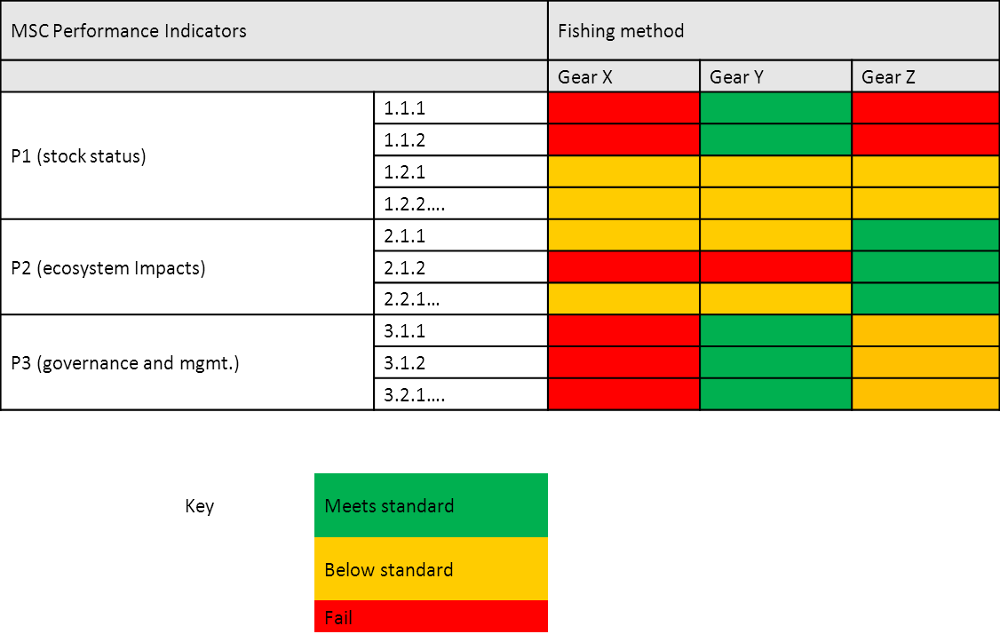 MSC Performance Indicators Fishing method
Gear X Gear Y Gear Z
P1 (stock status)
1.1.1
1.1.2
1.2.1
1.2.2....
P2 (ecosystem Impacts)
2.1.1
2.1.2
2.2.1...
P3 (governance and mgmt.)
3.1.1
3.1.2
3.2.1....
Key
Meets standard
Below standard
Fail